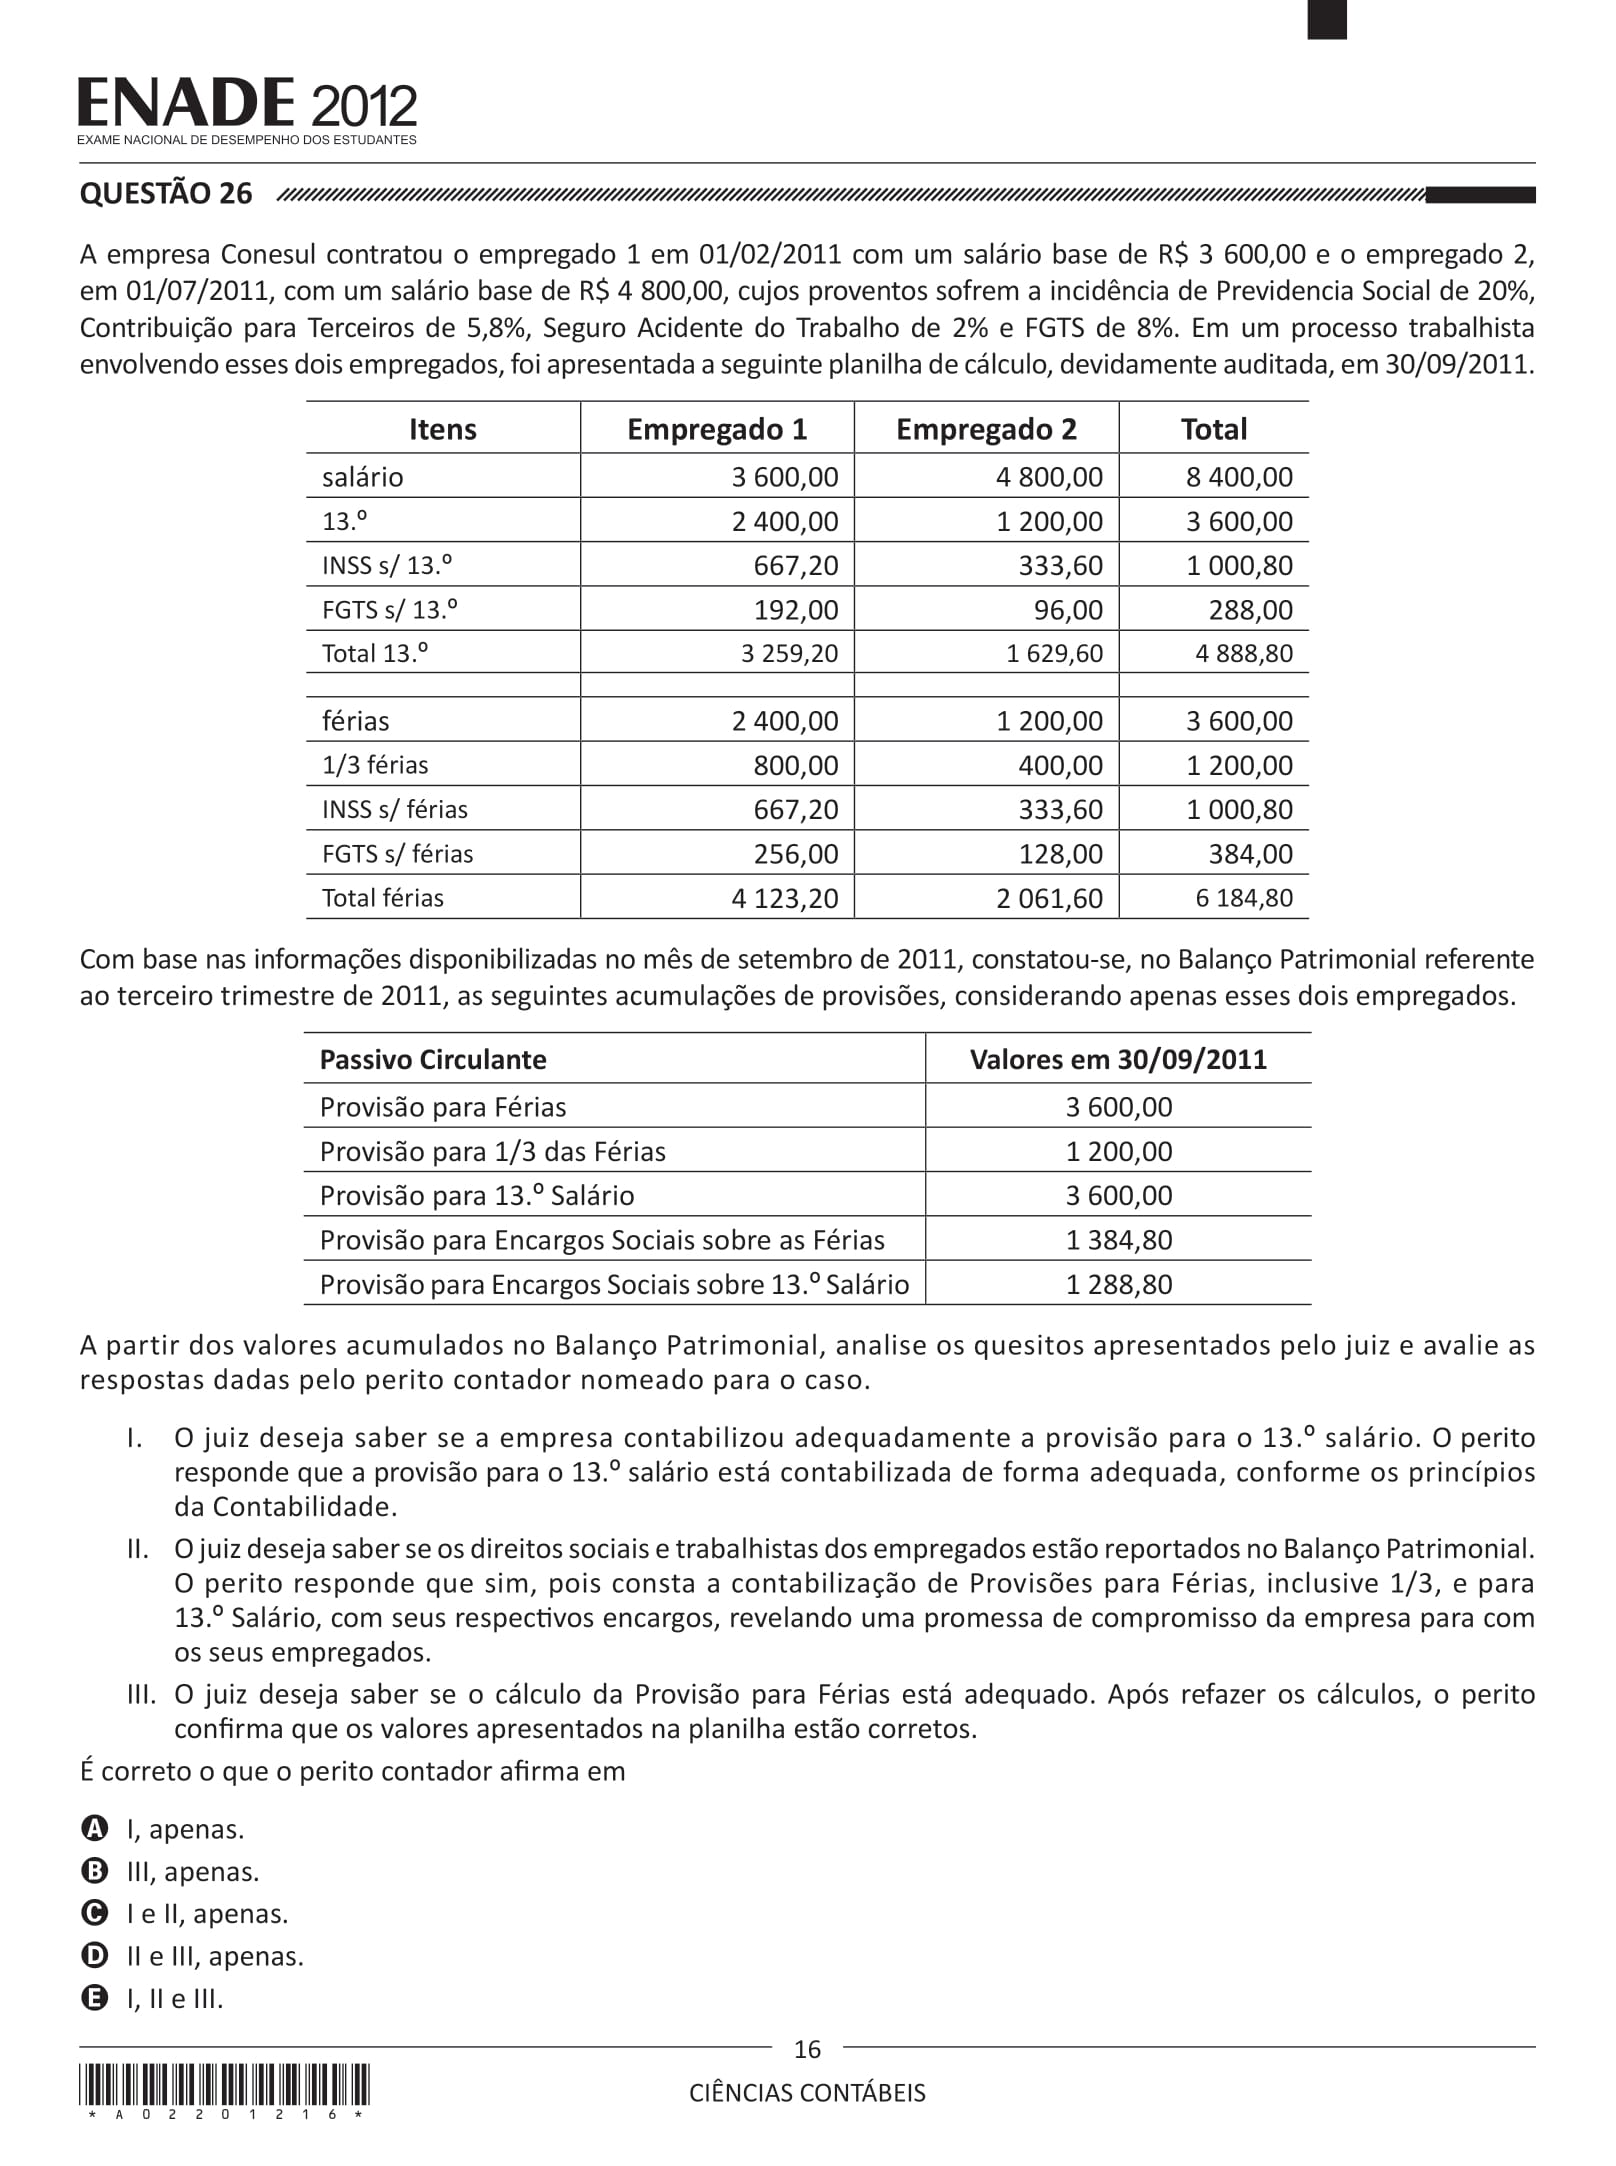 ENADE 2012
EXAME NACIONAL DE DESEMPENHO DOS ESTUDANTES
QUESTÃO 26
A empresa Conesul contratou o empregado 1 em 01/02/2011 com um salário base de R$ 3 600,00 e o empregado 2,
em 01/07/2011, com um salário base de R$ 4 800,00, cujos proventos sofrem a incidência de Previdencia Social de 20%,
Contribuição para Terceiros de 5,8%, Seguro Acidente do Trabalho de 2% e FGTS de 8%. Em um processo trabalhista
envolvendo esses dois empregados, foi apresentada a seguinte planilha de cálculo, devidamente auditada, em 30/09/2011.
Itens Empregado 1 Empregado 2 Total
salário 3 600,00 4 800,00 8 400,00
13.º 2 400,00 1 200,00 3 600,00
INSS s/ 13.º 667,20 333,60 1 000,80
FGTS s/ 13.º 192,00 96,00 288,00
Total 13.º 3 259,20 1 629,60 4 888,80
férias 2 400,00 1 200,00 3 600,00
1/3 férias 800,00 400,00 1 200,00
INSS s/ férias 667,20 333,60 1 000,80
FGTS s/ férias 256,00 128,00 384,00
Total férias 4 123,20 2 061,60 6 184,80
Com base nas informações disponibilizadas no mês de setembro de 2011, constatou-se, no Balanço Patrimonial referente
ao terceiro trimestre de 2011, as seguintes acumulações de provisões, considerando apenas esses dois empregados.
Passivo Circulante Valores em 30/09/2011
Provisão para Férias 3 600,00
Provisão para 1/3 das Férias 1 200,00
Provisão para 13.º Salário 3 600,00
Provisão para Encargos Sociais sobre as Férias 1 384,80
Provisão para Encargos Sociais sobre 13.º Salário 1 288,80
A partir dos valores acumulados no Balanço Patrimonial, analise os quesitos apresentados pelo juiz e avalie as
respostas dadas pelo perito contador nomeado para o caso.
I. O juiz deseja saber se a empresa contabilizou adequadamente a provisão para o 13.º salário. O perito
responde que a provisão para o 13.º salário está contabilizada de forma adequada, conforme os princípios
da Contabilidade.
II. O juiz deseja saber se os direitos sociais e trabalhistas dos empregados estão reportados no Balanço Patrimonial.
O perito responde que sim, pois consta a contabilização de Provisões para Férias, inclusive 1/3, e para
13.º Salário, com seus respectivos encargos, revelando uma promessa de compromisso da empresa para com
os seus empregados.
III. O juiz deseja saber se o cálculo da Provisão para Férias está adequado. Após refazer os cálculos, o perito
confirma que os valores apresentados na planilha estão corretos.
É correto o que o perito contador afirma em
A I, apenas.
B III, apenas.
C I e II, apenas.
D II e III, apenas.
E I, II e III.
16
CIÊNCIAS CONTÁBEIS
* A 0 2 2 0 1 2 1 6 *